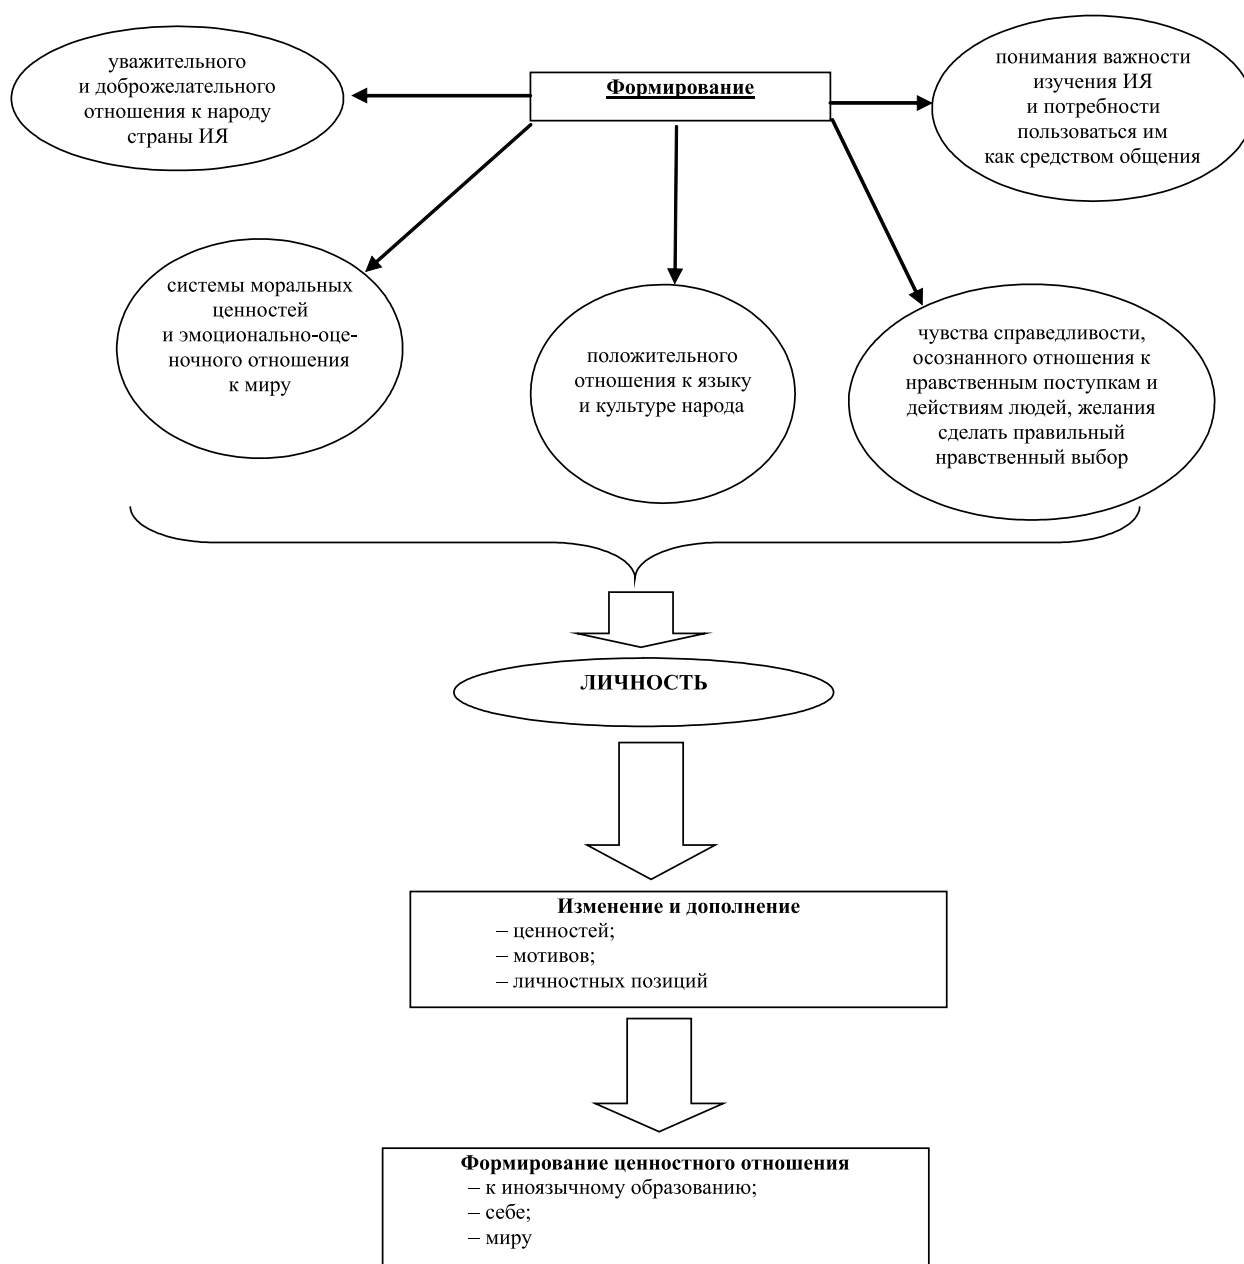 Формирование
уважительного
и доброжелательного
отношения к народу
страны ИЯ
понимания важности
изучения ИЯ
и потребности
пользоваться им
как средством общения
системы моральных
ценностей
и эмоционально-оце-
ночного отношения
к миру
положительного
отношения к языку
и культуре народа
чувства справедливости,
осознанного отношения к
нравственным поступкам и
действиям людей, желания
сделать правильный
нравственный выбор
ЛИЧНОСТЬ
Изменение и дополнение
– ценностей;
– мотивов;
– личностных позиций
Формирование ценностного отношения
– к иноязычному образованию;
– себе;
– миру